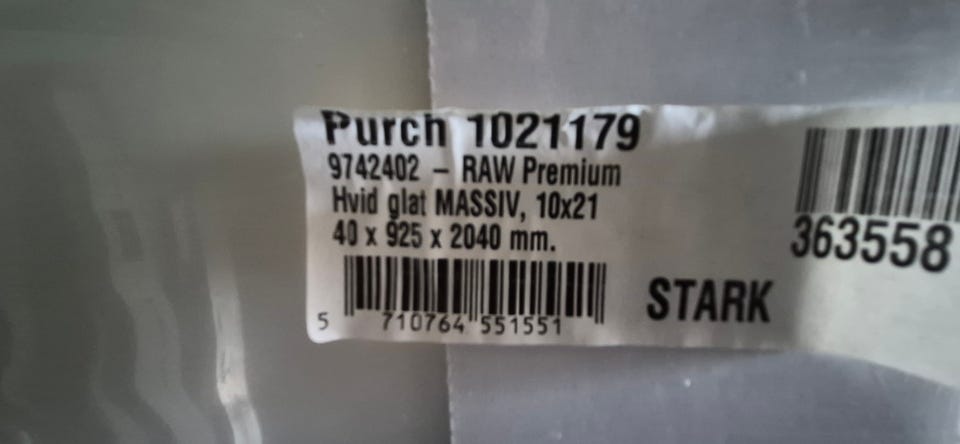 Purch 1021179
9742402 - RAW Premium
Hvid glat MASSIV, 10x21
40 x 925 x 2040 mm.
5 710764 551551
STARK
363558